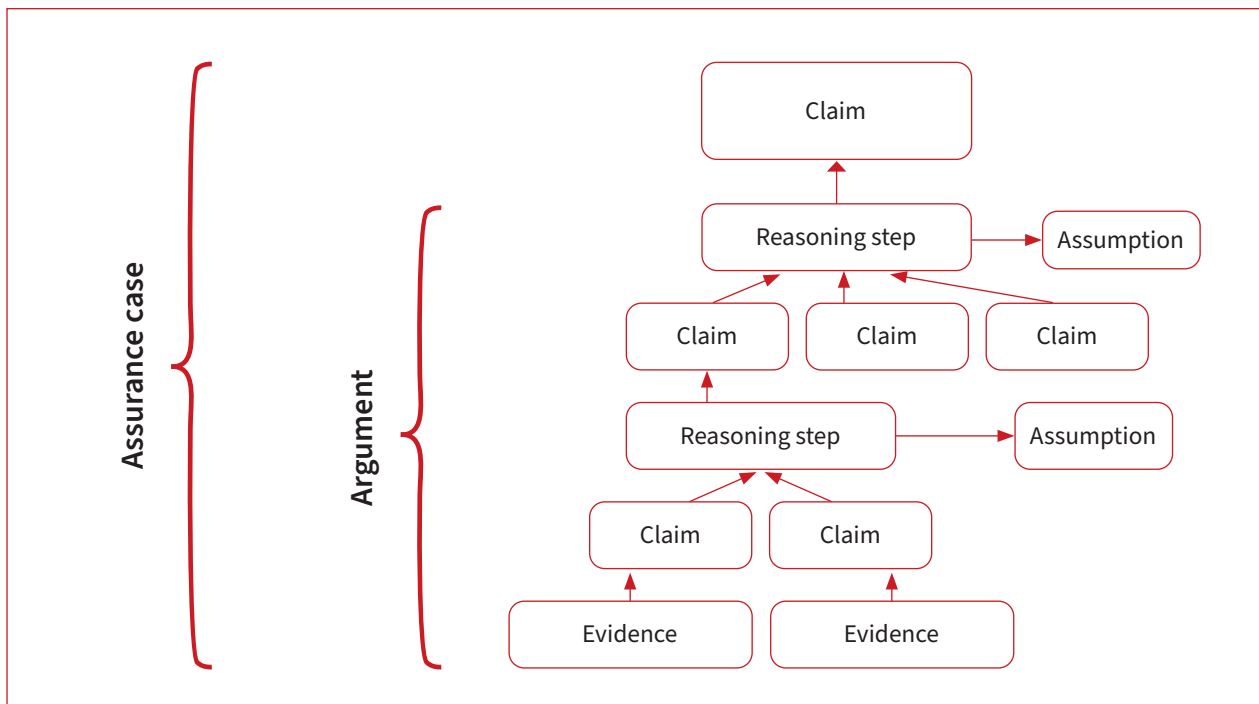 Assurance case
Argument
Claim
Reasoning step
Assumption
Claim
Claim
Claim
Reasoning step
Assumption
Claim
Claim
Evidence
Evidence